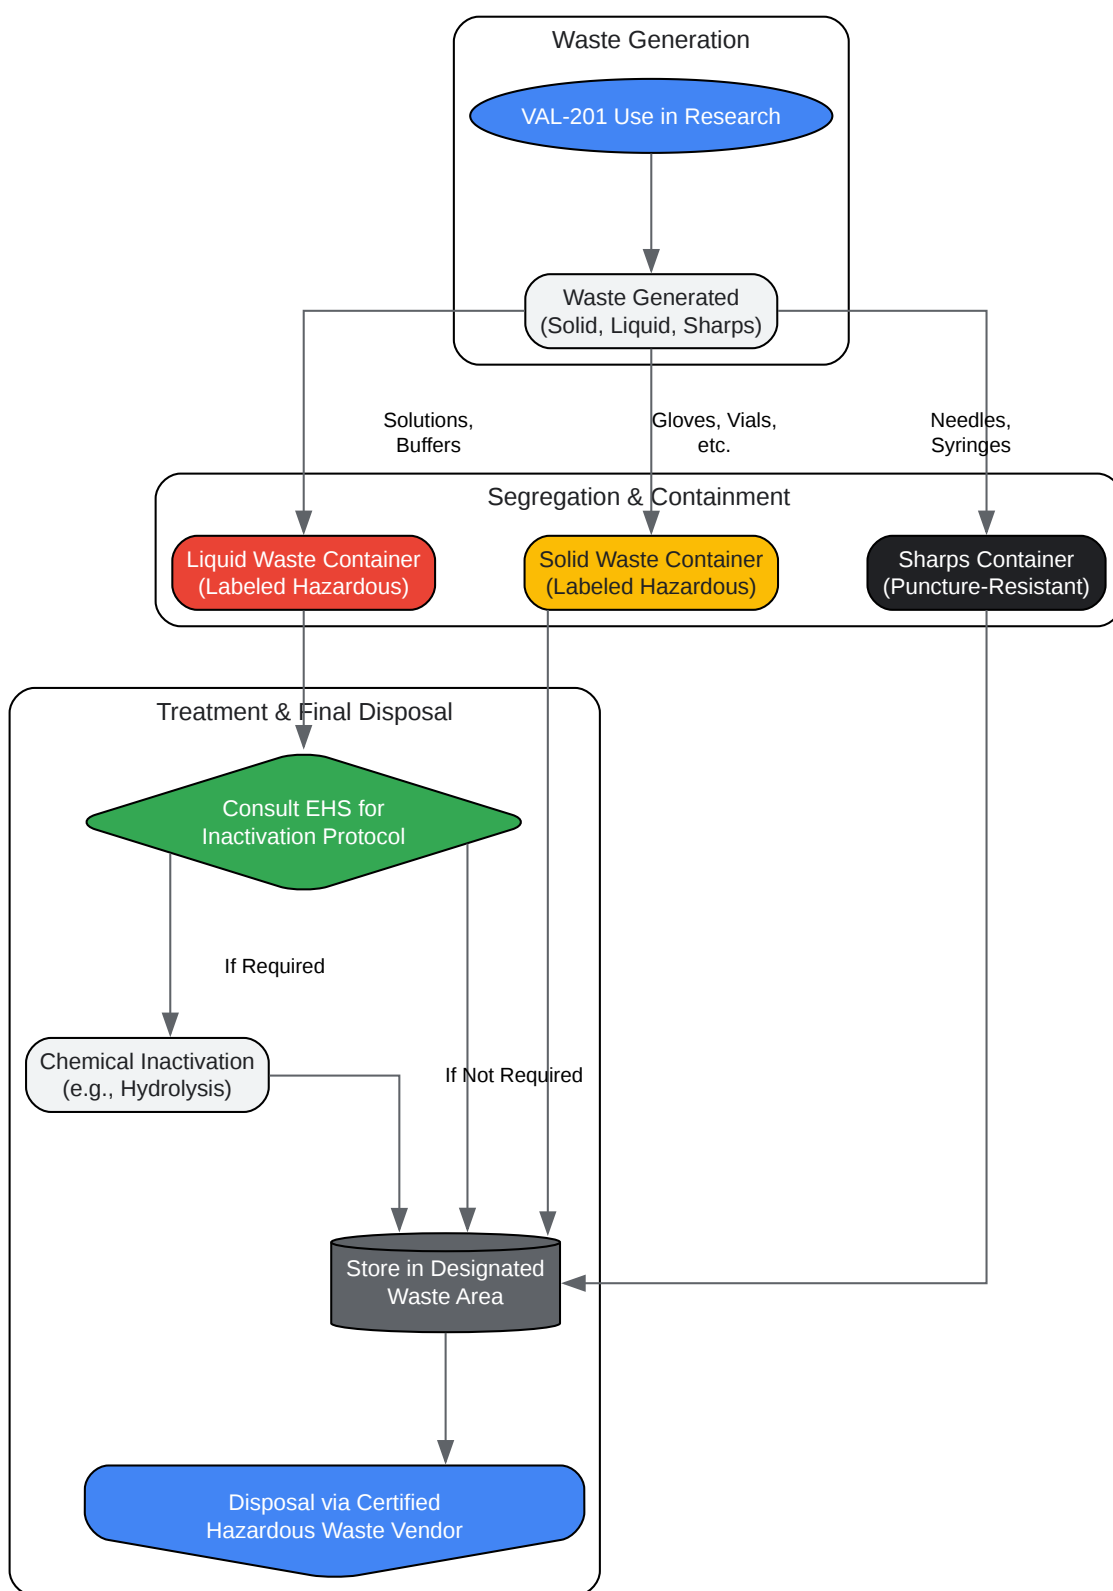 Waste Generation
VAL-201 Use in Research
Waste Generated
(Solid, Liquid, Sharps)
Solutions,
Buffers
Gloves, Vials,
etc.
Needles,
Syringes
Segregation & Containment
Liquid Waste Container
(Labeled Hazardous)
Solid Waste Container
(Labeled Hazardous)
Sharps Container
(Puncture-Resistant)
Treatment & Final Disposal
Consult EHS for
Inactivation Protocol
If Required
Chemical Inactivation
(e.g., Hydrolysis)
If Not Required
Store in Designated
Waste Area
Disposal via Certified
Hazardous Waste Vendor